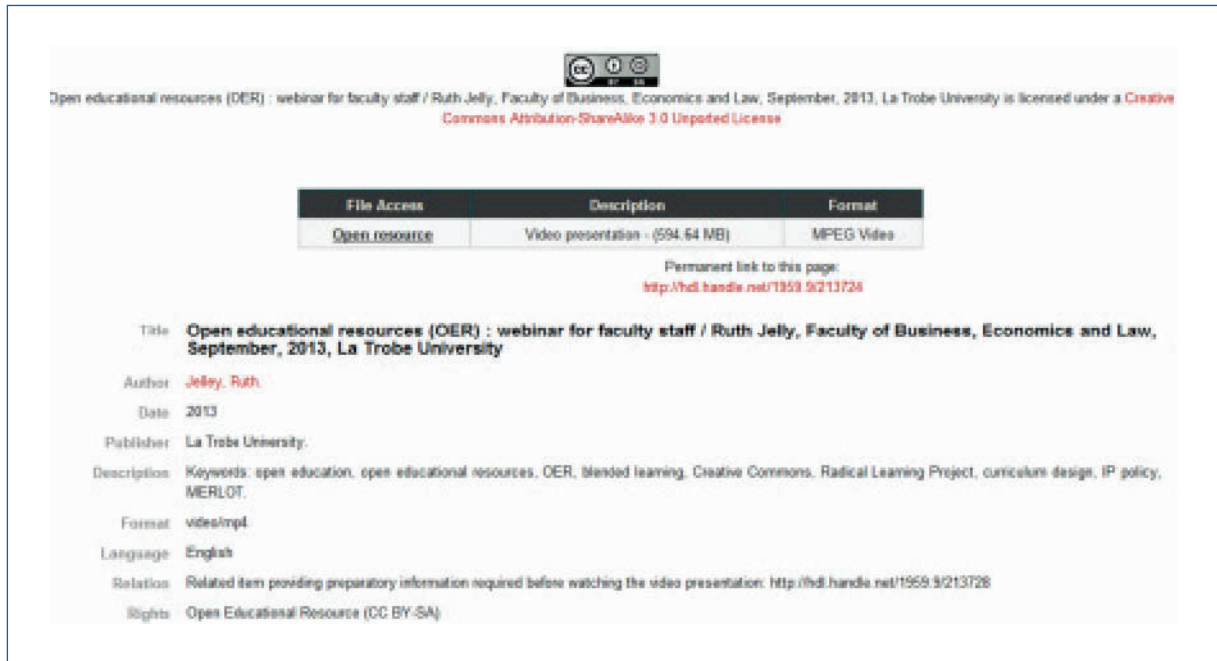 cc BY SA
Open educational resources (OER) : webinar for faculty staff / Ruth Jelly, Faculty of Business, Economics and Law, September, 2013, La Trobe University is licensed under a Creative
Commons Attribution-ShareAlike 3.0 Unported License
File Access Description Format
Open resource Video presentation - (594.64 MB) MPEG Video
Permanent link to this page:
http://hdl.handle.net/1959.9/213724
Title Open educational resources (OER) : webinar for faculty staff / Ruth Jelly, Faculty of Business, Economics and Law,
September, 2013, La Trobe University
Author Jelley, Ruth.
Date 2013
Publisher La Trobe University.
Description Keywords: open education, open educational resources, OER, blended learning, Creative Commons, Radical Learning Project, curriculum design, IP policy,
MERLOT.
Format video/mp4
Language English
Relation Related item providing preparatory information required before watching the video presentation: http://hdl.handle.net/1959.9/213728
Rights Open Educational Resource (CC BY-SA)